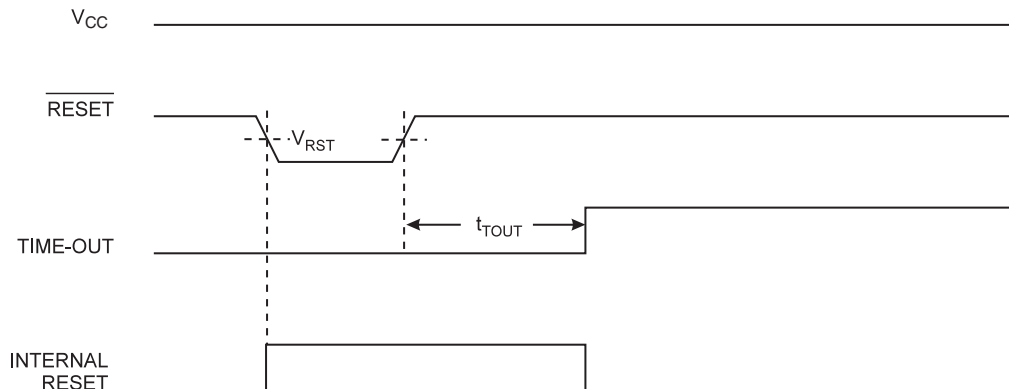 VCC
RESET
VRST
tTOUT
TIME-OUT
INTERNAL
RESET